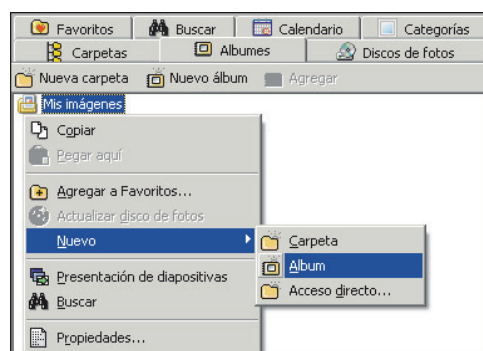 Favoritos Buscar Calendario Categorías
Carpetas Albumes Discos de fotos
Nueva carpeta Nuevo álbum Agregar
Mis imágenes
Copiar
Pegar aquí
Agregar a Favoritos...
Actualizar disco de fotos
Nuevo
Carpeta
Album
Acceso directo...
Presentación de diapositivas
Buscar
Propiedades...